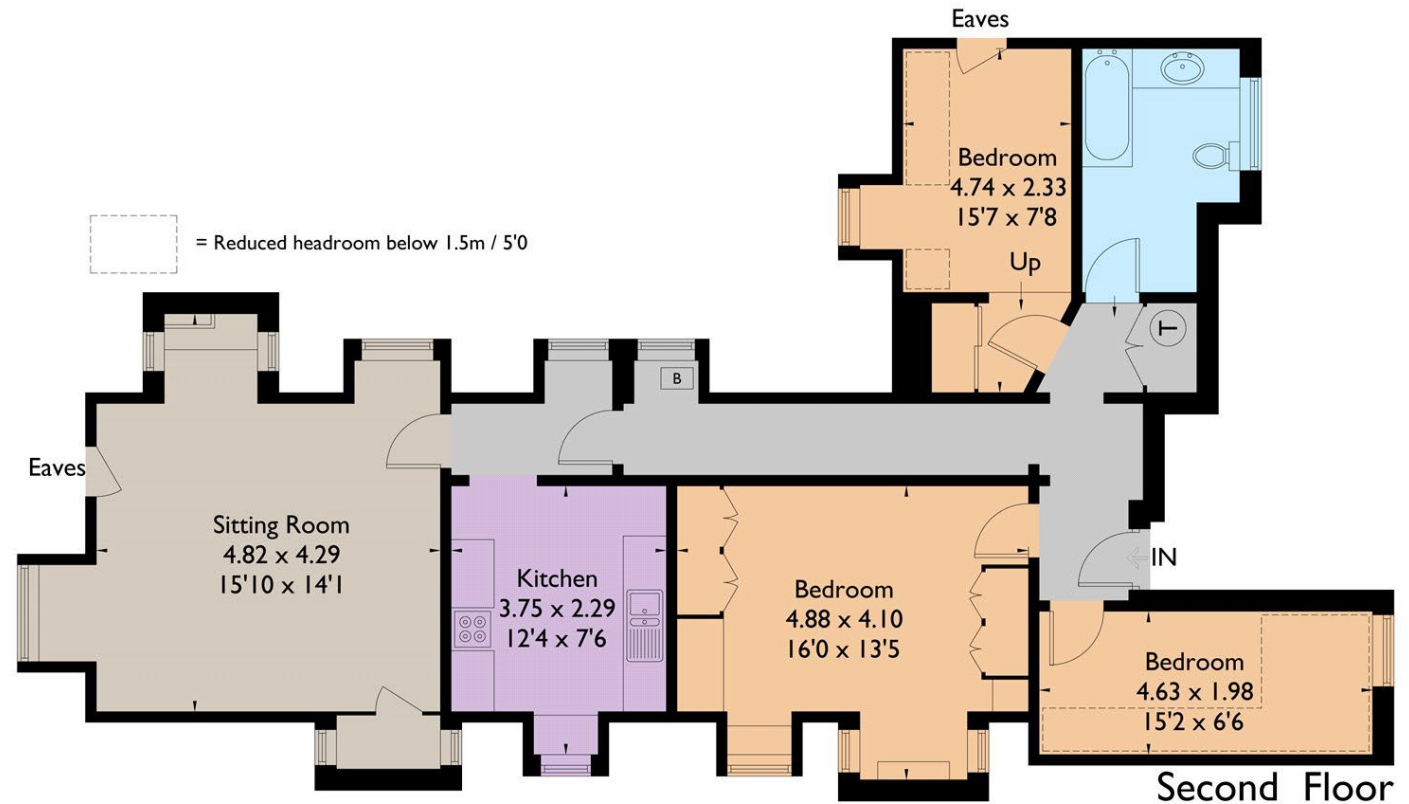 Eaves
Bedroom
4.74 x 2.33
15'7 x 7'8
Up
= Reduced headroom below 1.5m / 5'0
T
B
Eaves
Sitting Room
4.82 x 4.29
15'10 x 14'1
Kitchen
3.75 x 2.29
12'4 x 7'6
Bedroom
4.88 x 4.10
16'0 x 13'5
IN
Bedroom
4.63 x 1.98
15'2 x 6'6
Second Floor